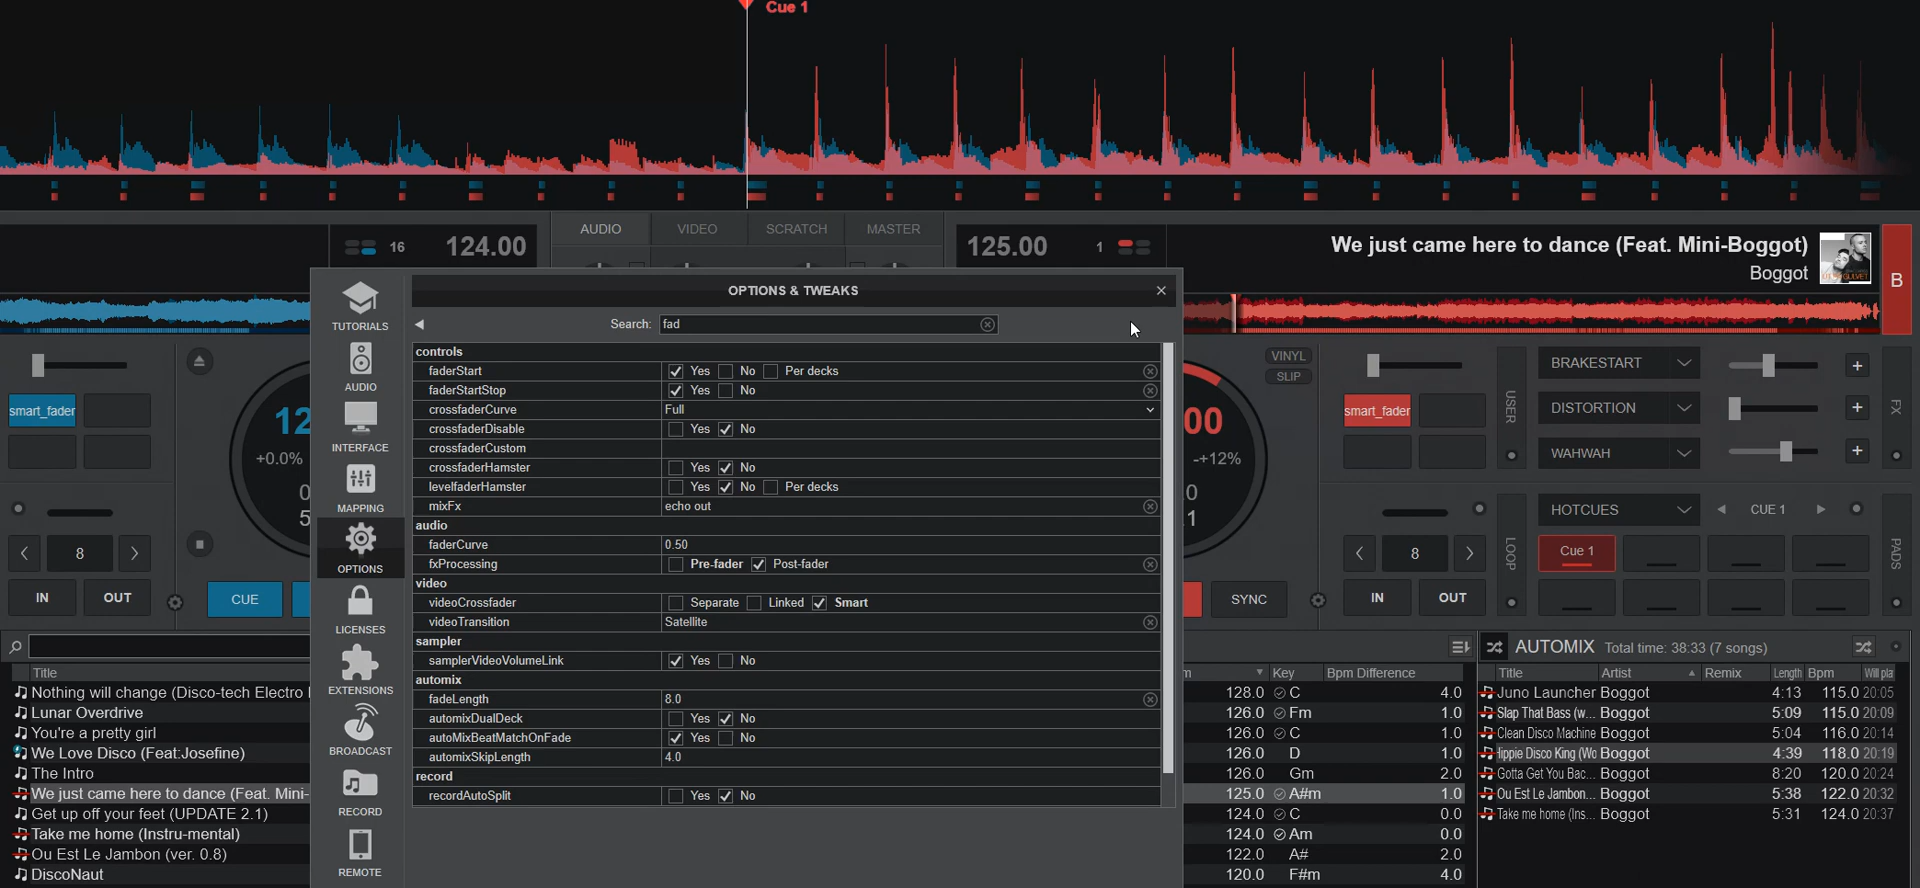 Cue 1
16
124.00
AUDIO
VIDEO
SCRATCH
MASTER
125.00
1
We just came here to dance (Feat. Mini-Boggot)
Boggot
B
TUTORIALS
AUDIO
INTERFACE
MAPPING
OPTIONS
LICENSES
EXTENSIONS
BROADCAST
RECORD
REMOTE
OPTIONS & TWEAKS
Search: fad
controls
faderStart Yes No Per decks
faderStartStop Yes No
crossfaderCurve Full
crossfaderDisable Yes No
crossfaderCustom
crossfaderHamster Yes No
levelfaderHamster Yes No Per decks
mixFx echo out
audio
faderCurve 0.50
fxProcessing Pre-fader Post-fader
video
videoCrossfader Separate Linked Smart
videoTransition Satellite
sampler
samplerVideoVolumeLink Yes No
automix
fadeLength 8.0
automixDualDeck Yes No
autoMixBeatMatchOnFade Yes No
automixSkipLength 4.0
record
recordAutoSplit Yes No
smart_fader
12
+0.0%
0
5
8
IN
OUT
CUE
VINYL
SLIP
00
-+12%
0
.1
SYNC
smart_fader
USER
BRAKESTART
DISTORTION
WAHWAH
FX
8
IN
OUT
LOOP
HOTCUES
CUE 1
Cue 1
PADS
Title
Nothing will change (Disco-tech Electro
Lunar Overdrive
You're a pretty girl
We Love Disco (Feat:Josefine)
The Intro
We just came here to dance (Feat. Mini-
Get up off your feet (UPDATE 2.1)
Take me home (Instru-mental)
Ou Est Le Jambon (ver. 0.8)
DiscoNaut
m Key Bpm Difference
128.0 C 4.0
126.0 Fm 1.0
126.0 C 1.0
126.0 D 1.0
126.0 Gm 2.0
125.0 A#m 1.0
124.0 C 0.0
124.0 Am 0.0
122.0 A# 2.0
120.0 F#m 4.0
AUTOMIX Total time: 38:33 (7 songs)
Title Artist Remix Length Bpm Will pla
Juno Launcher Boggot 4:13 115.0 20:05
Slap That Bass (w... Boggot 5:09 115.0 20:09
Clean Disco Machine Boggot 5:04 116.0 20:14
Hippie Disco King (Wo Boggot 4:39 118.0 20:19
Gotta Get You Bac... Boggot 8:20 120.0 20:24
Ou Est Le Jambon... Boggot 5:38 122.0 20:32
Take me home (Ins... Boggot 5:31 124.0 20:37